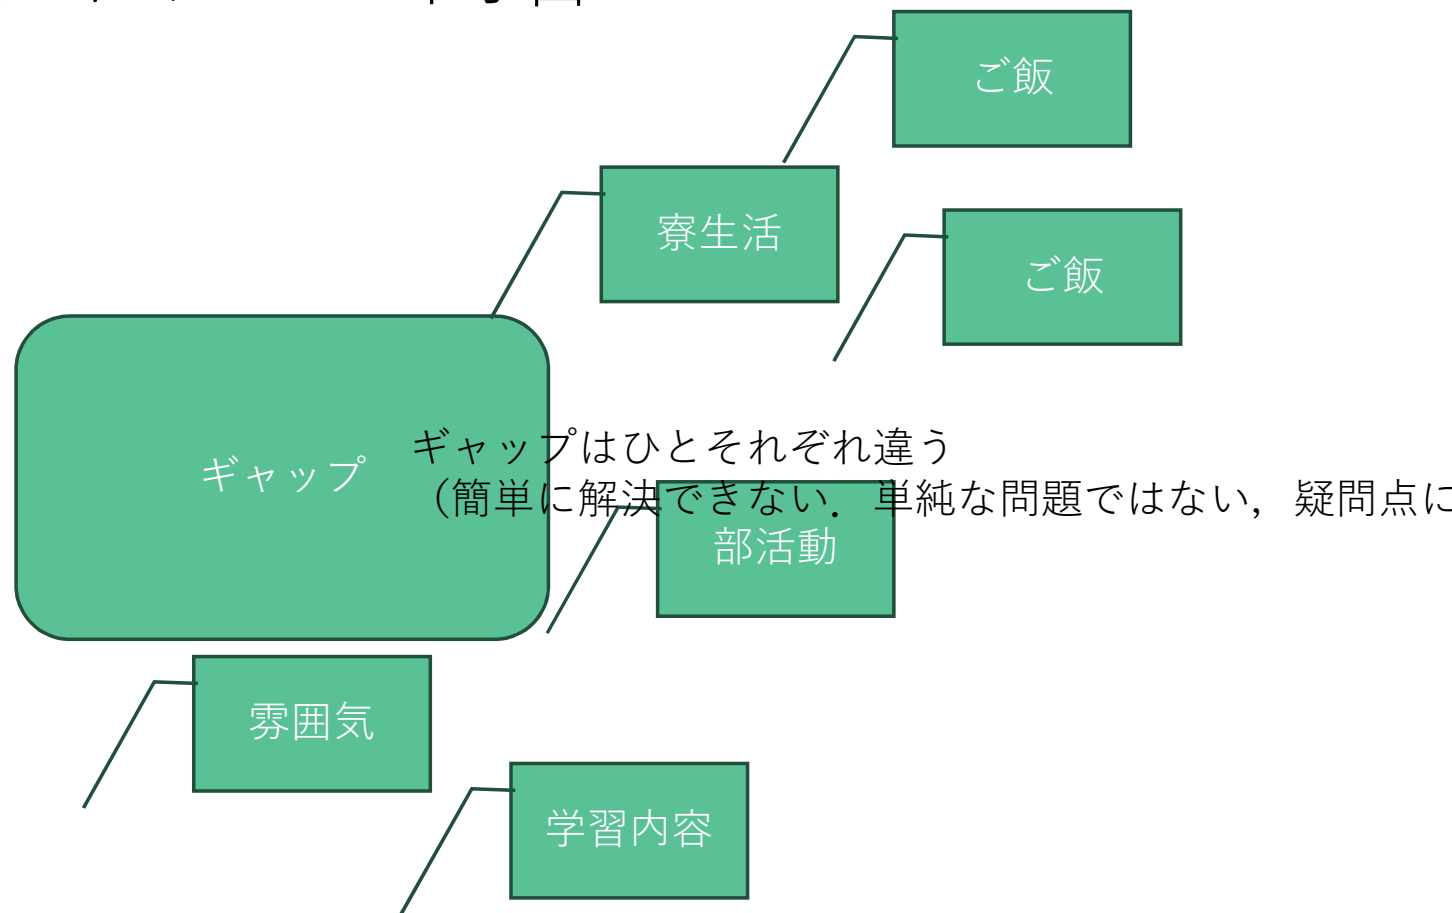 ご飯
寮生活
ご飯
ギャップ
ギャップはひとそれぞれ違う
（簡単に解決できない．単純な問題ではない，疑問点に
部活動
雰囲気
学習内容